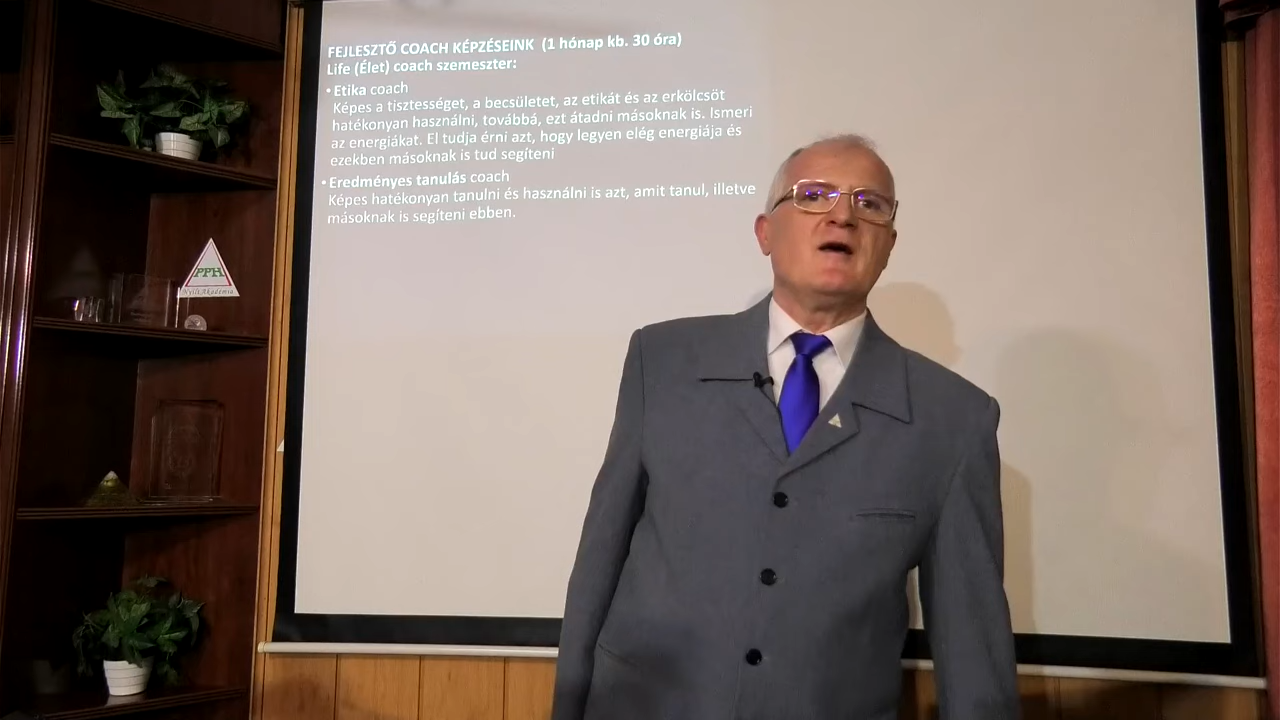 FEJLESZTŐ COACH KÉPZÉSEINK (1 hónap kb. 30 óra)
Life (Élet) coach szemeszter:
• Etika coach
Képes a tisztességet, a becsületet, az etikát és az erkölcsöt
hatékonyan használni, továbbá, ezt átadni másoknak is. Ismeri
az energiákat. El tudja érni azt, hogy legyen elég energiája és
ezekben másoknak is tud segíteni
• Eredményes tanulás coach
Képes hatékonyan tanulni és használni is azt, amit tanul, illetve
másoknak is segíteni ebben.
PPH
Nyílt Akadémia